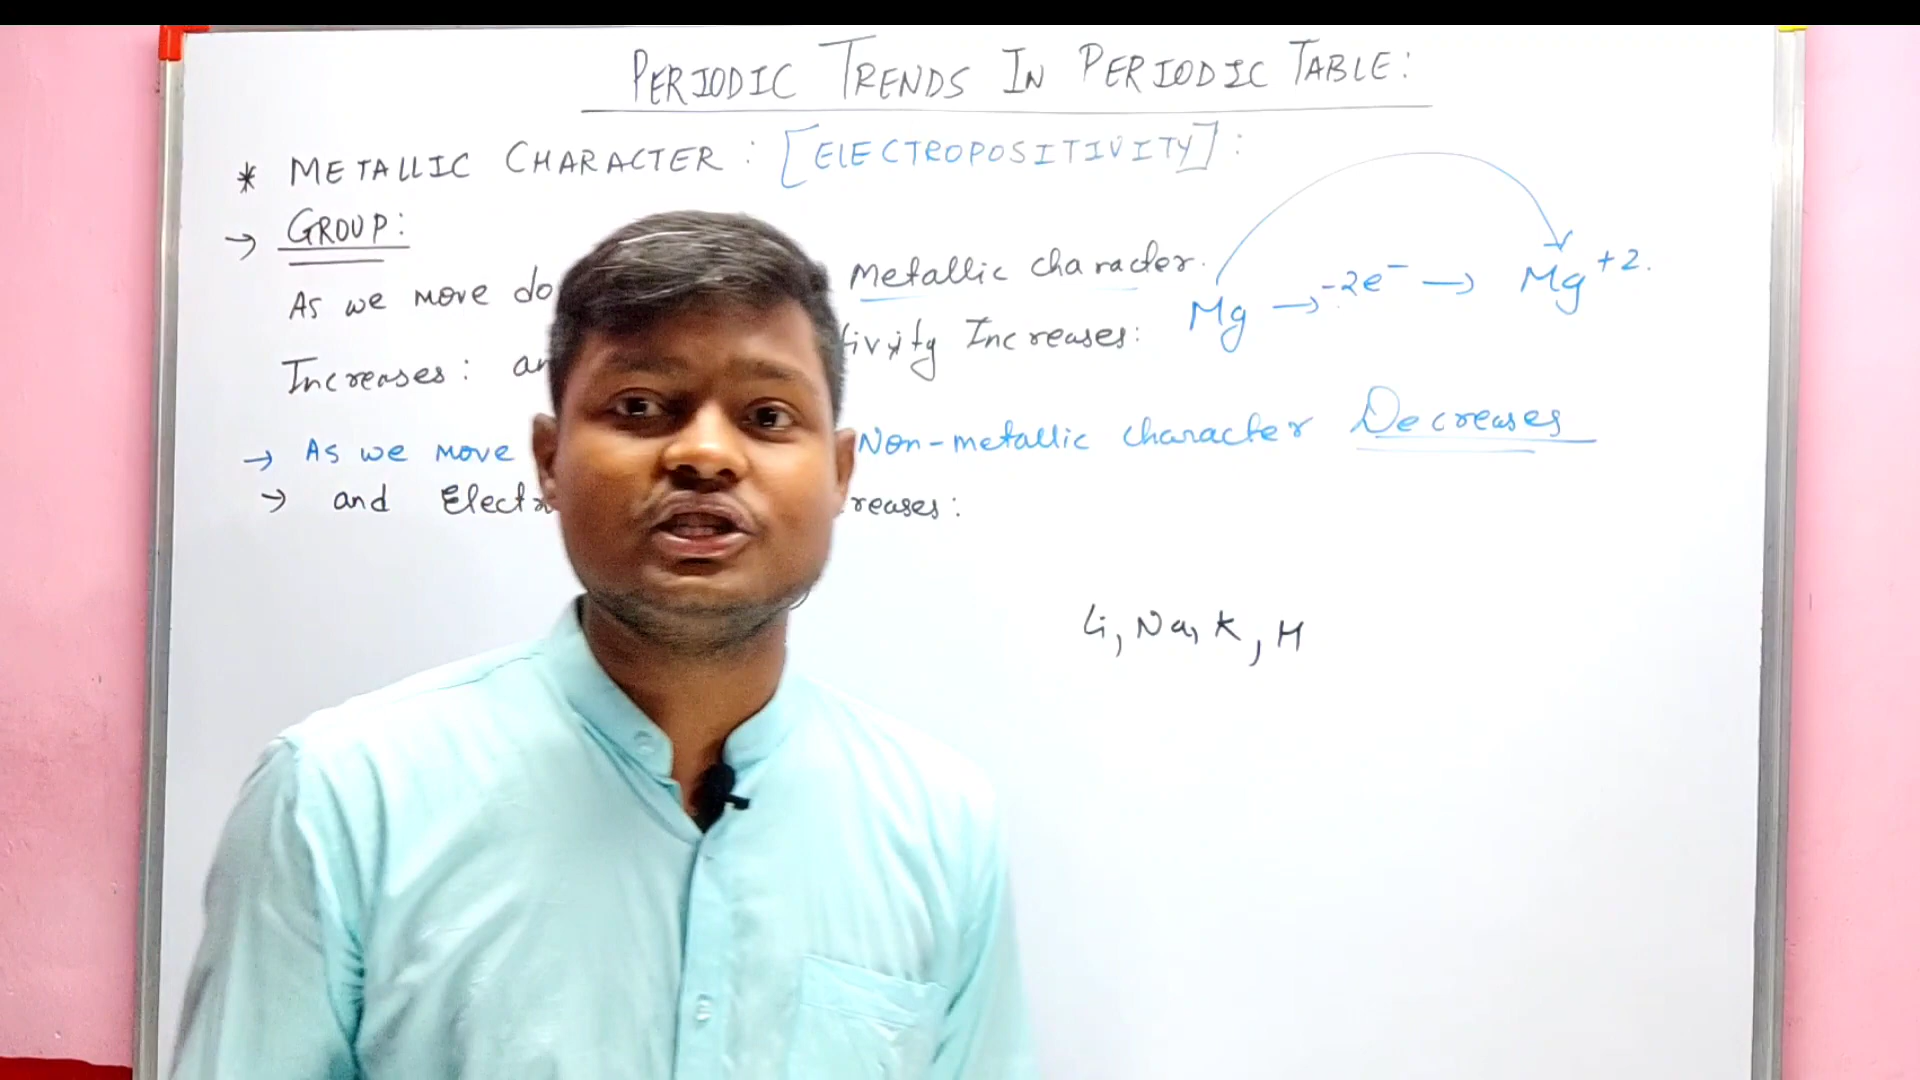 PERIODIC TRENDS IN PERIODIC TABLE:
* METALLIC CHARACTER: [ELECTROPOSITIVITY]:
→ GROUP:
As we move do metallic character.
Increases: an tivity Increases:
Mg → -2e⁻ → Mg⁺².
→ As we move Non-metallic character Decreases
→ and Elect reases:
Li, Na, K, H